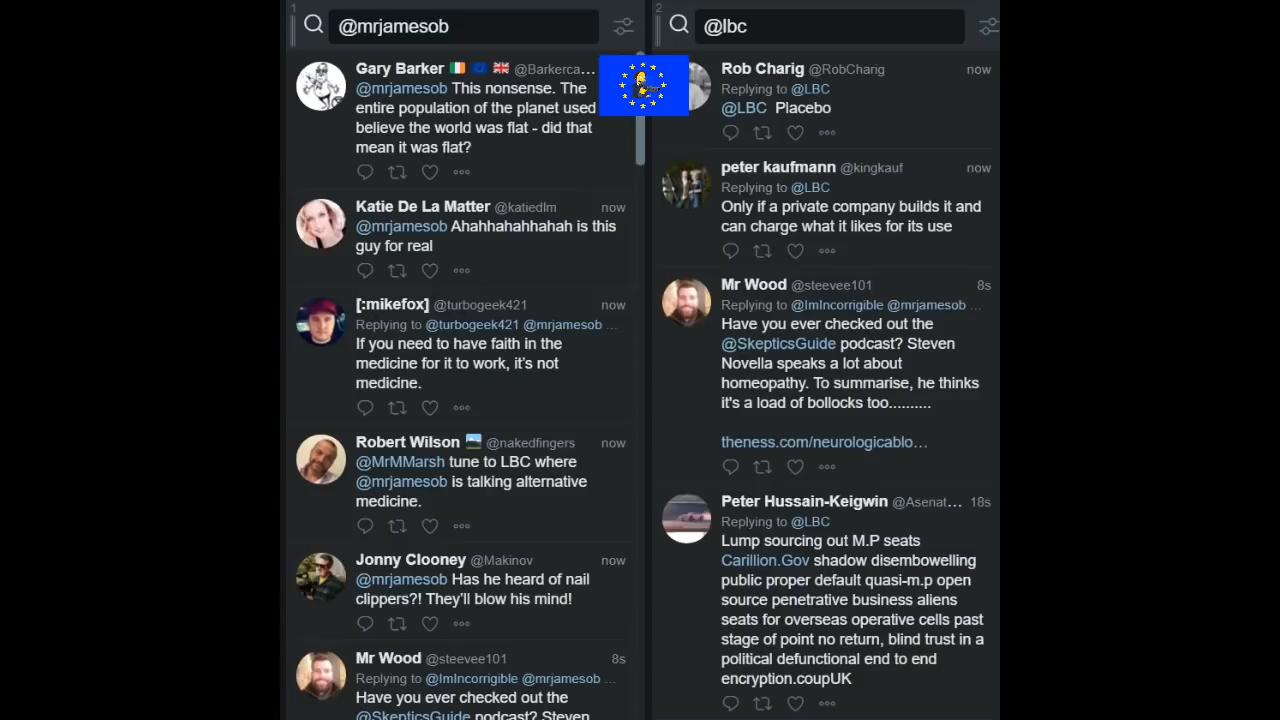 1
@mrjamesob
Gary Barker @Barkerca...
@mrjamesob This nonsense. The
entire population of the planet used
believe the world was flat - did that
mean it was flat?
Katie De La Matter @katiedlm now
@mrjamesob Ahahhahahhahah is this
guy for real
[:mikefox] @turbogeek421 now
Replying to @turbogeek421 @mrjamesob ...
If you need to have faith in the
medicine for it to work, it's not
medicine.
Robert Wilson @nakedfingers now
@MrMMarsh tune to LBC where
@mrjamesob is talking alternative
medicine.
Jonny Clooney @Makinov now
@mrjamesob Has he heard of nail
clippers?! They'll blow his mind!
Mr Wood @steevee101 8s
Replying to @ImIncorrigible @mrjamesob ...
Have you ever checked out the
@SkepticsGuide podcast? Steven
2
@lbc
Rob Charig @RobCharig now
Replying to @LBC
@LBC Placebo
peter kaufmann @kingkauf now
Replying to @LBC
Only if a private company builds it and
can charge what it likes for its use
Mr Wood @steevee101 8s
Replying to @ImIncorrigible @mrjamesob ...
Have you ever checked out the
@SkepticsGuide podcast? Steven
Novella speaks a lot about
homeopathy. To summarise, he thinks
it's a load of bollocks too..........
theness.com/neurologicablo...
Peter Hussain-Keigwin @Asenat... 18s
Replying to @LBC
Lump sourcing out M.P seats
Carillion.Gov shadow disembowelling
public proper default quasi-m.p open
source penetrative business aliens
seats for overseas operative cells past
stage of point no return, blind trust in a
political defunctional end to end
encryption.coupUK